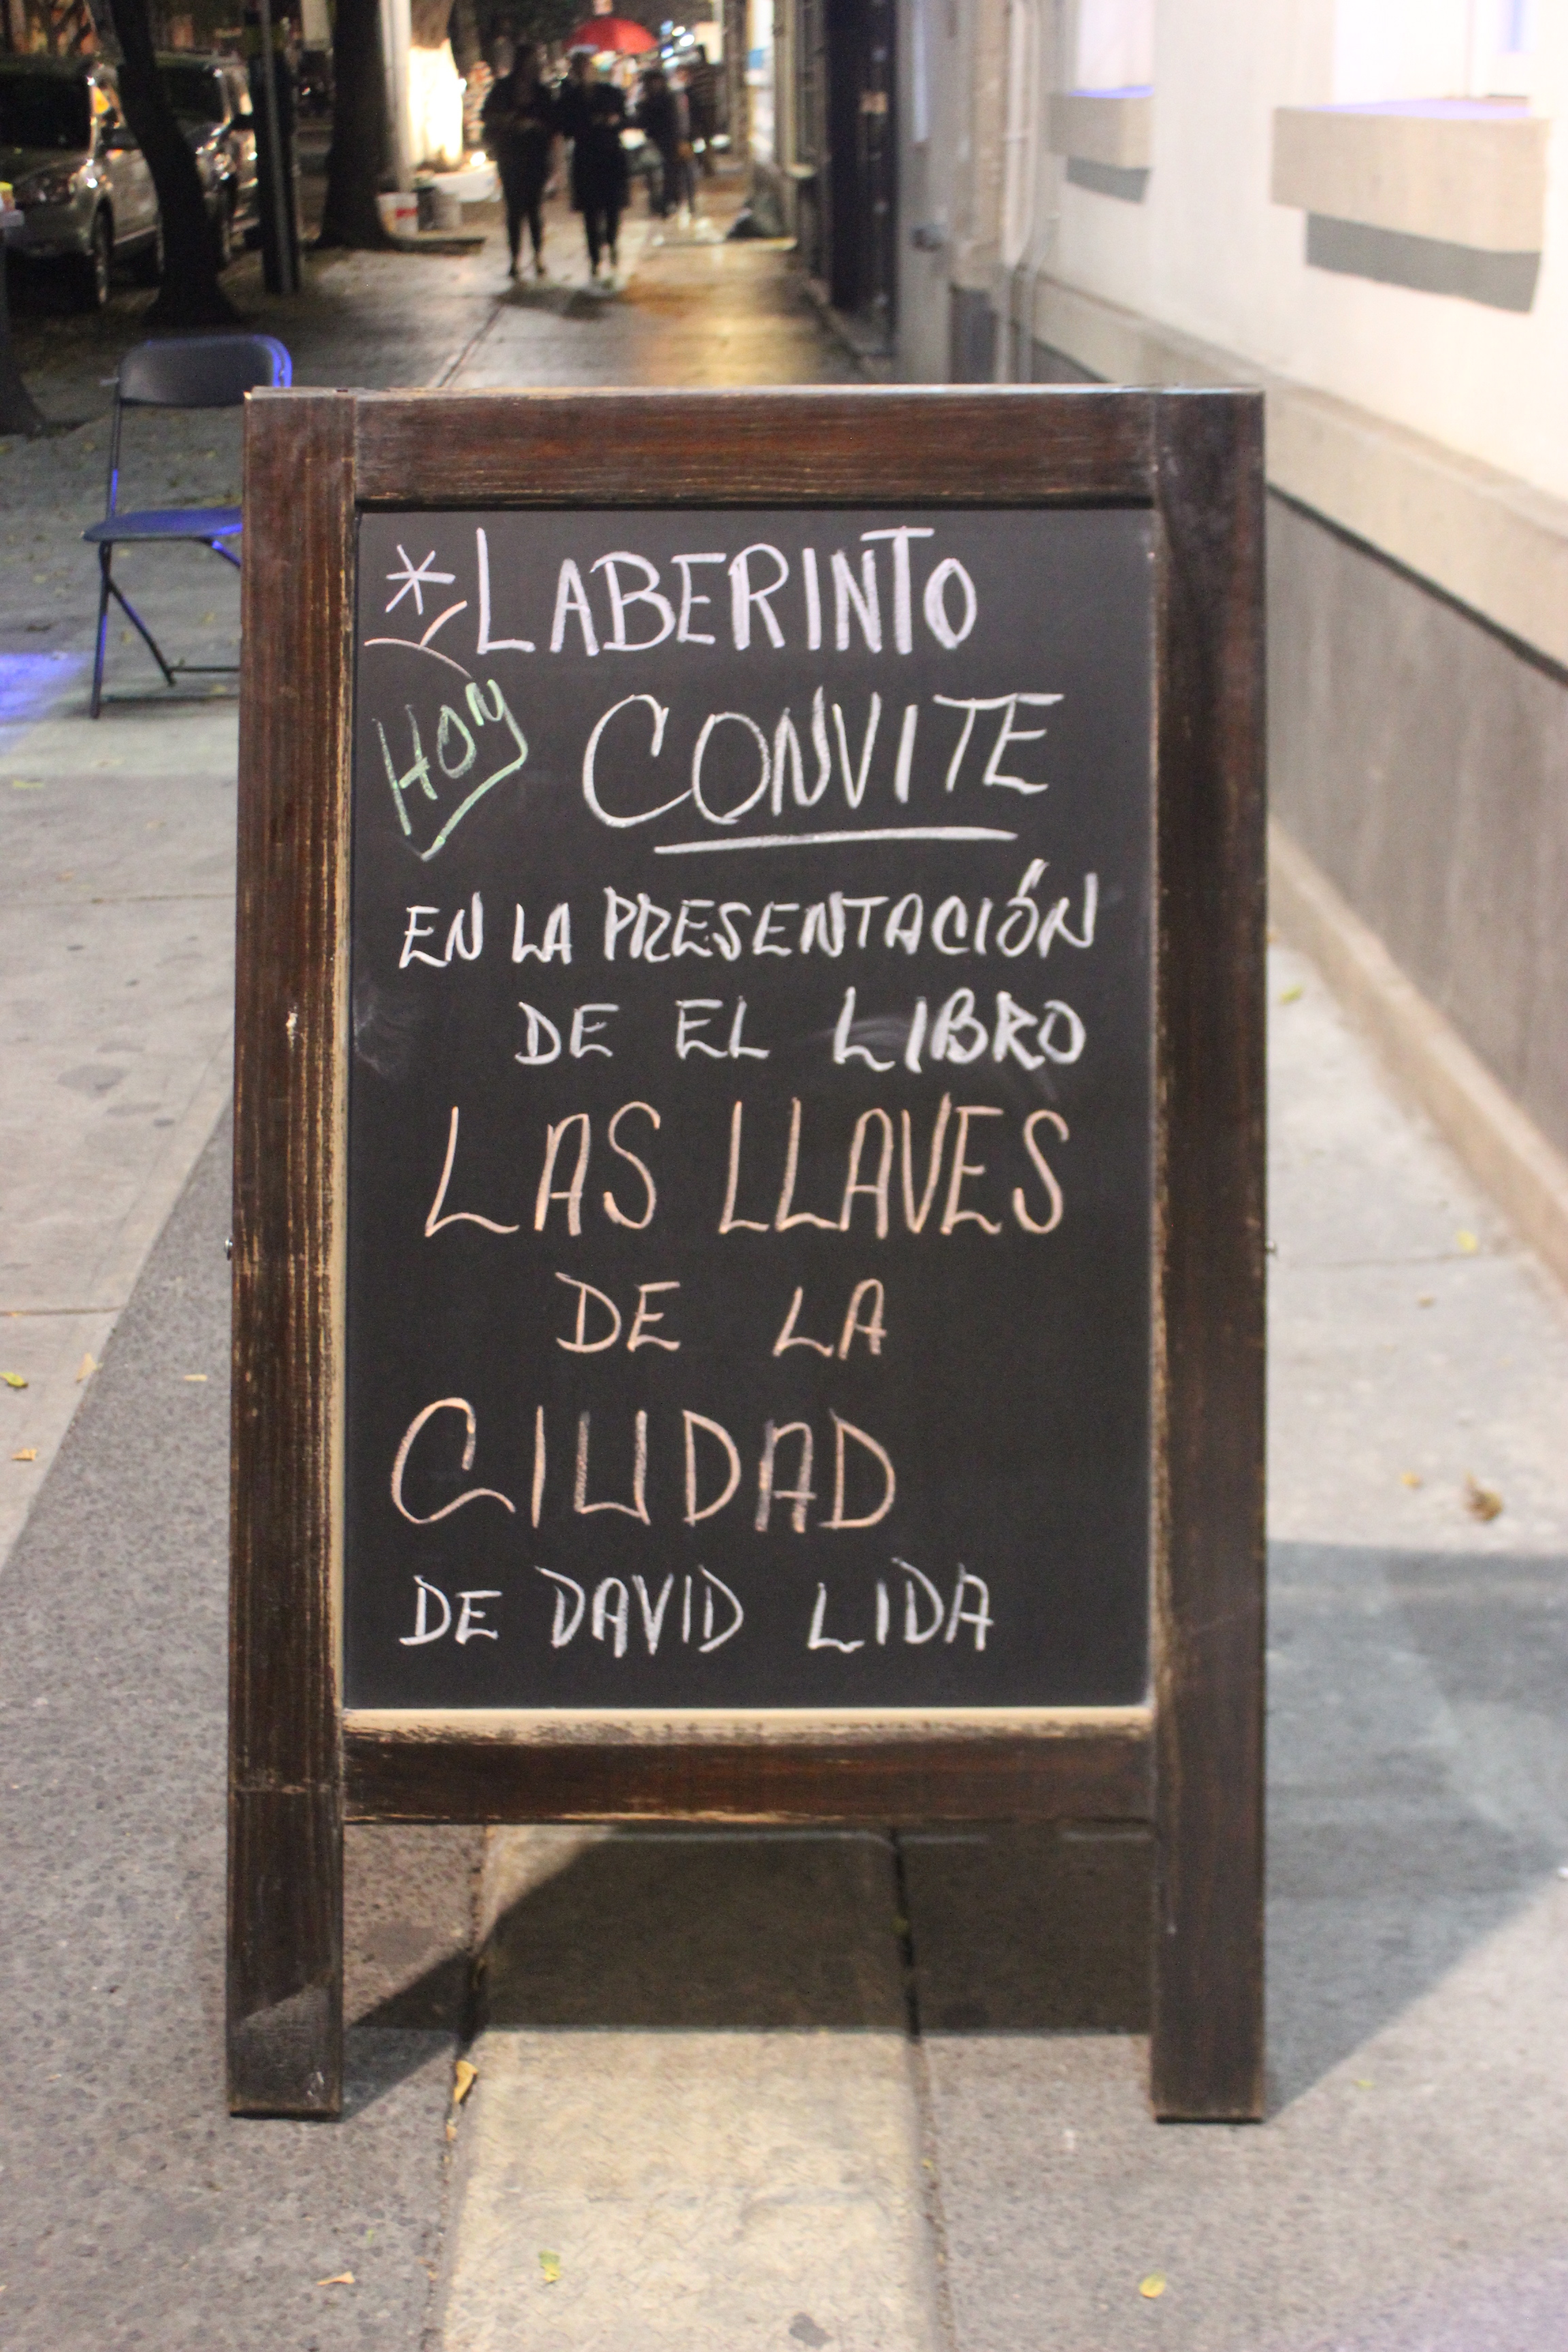 * LABERINTO
HOY
CONVITE
EN LA PRESENTACIÓN
DE EL LIBRO
LAS LLAVES
DE LA
CIUDAD
DE DAVID LIDA